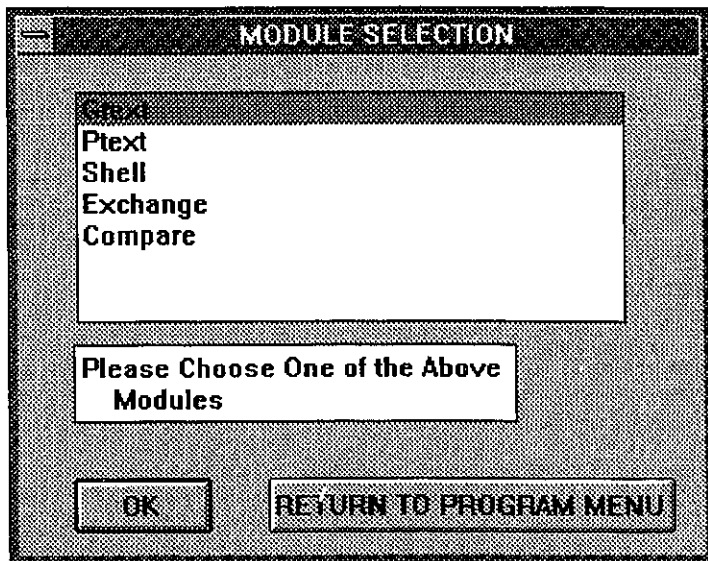 MODULE SELECTION
Gtext
Ptext
Shell
Exchange
Compare
Please Choose One of the Above
Modules
OK
RETURN TO PROGRAM MENU